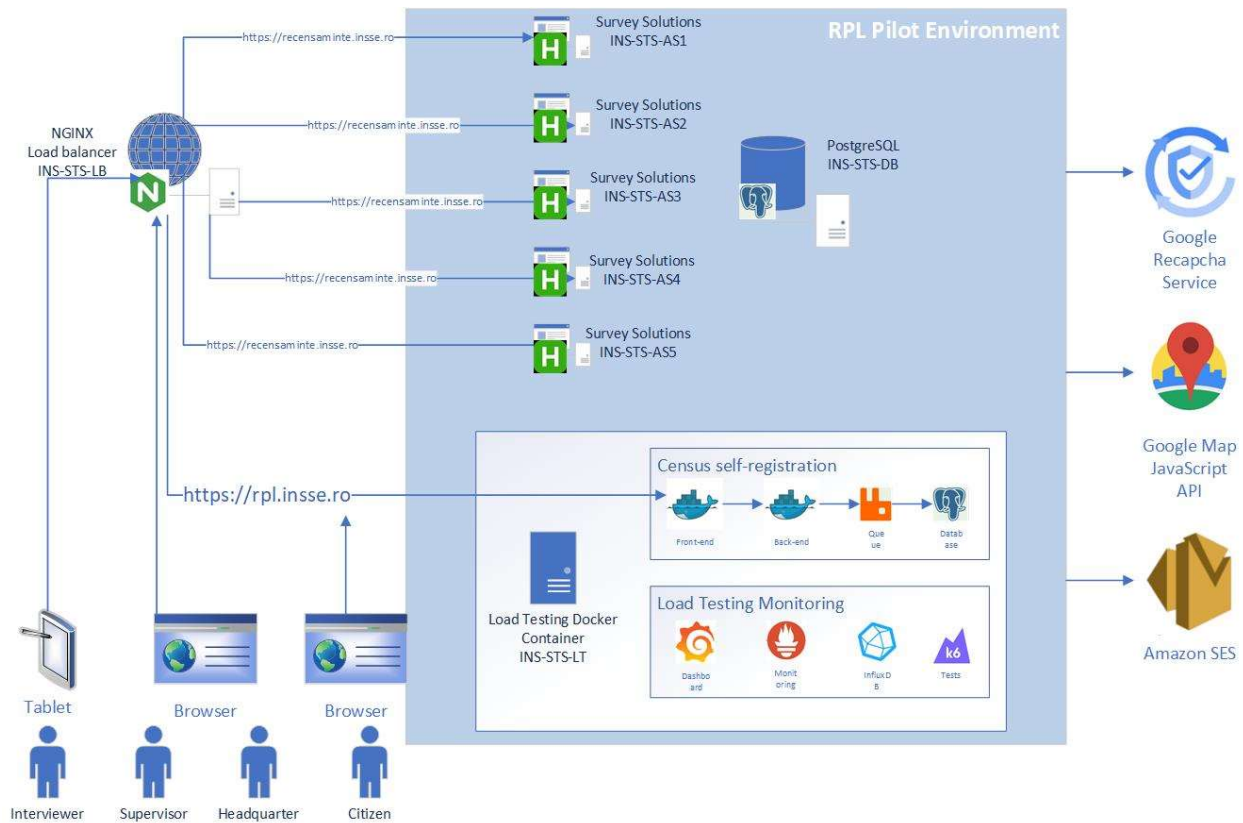 RPL Pilot Environment
https://recensaminte.insse.ro
Survey Solutions
INS-STS-AS1
https://recensaminte.insse.ro
Survey Solutions
INS-STS-AS2
NGINX
Load balancer
INS-STS-LB
N
PostgreSQL
INS-STS-DB
https://recensaminte.insse.ro
Survey Solutions
INS-STS-AS3
https://recensaminte.insse.ro
Survey Solutions
INS-STS-AS4
https://recensaminte.insse.ro
Survey Solutions
INS-STS-AS5
H
H
H
H
H
Google
Recapcha
Service
Google Map
JavaScript
API
Amazon SES
https://rpl.insse.ro
Census self-registration
Front-end
Back-end
Que
ue
Datab
ase
Load Testing Docker
Container
INS-STS-LT
Load Testing Monitoring
Dashbo
ard
Monit
oring
InfluxD
B
k6
Tests
Tablet
Browser
Browser
Interviewer
Supervisor
Headquarter
Citizen